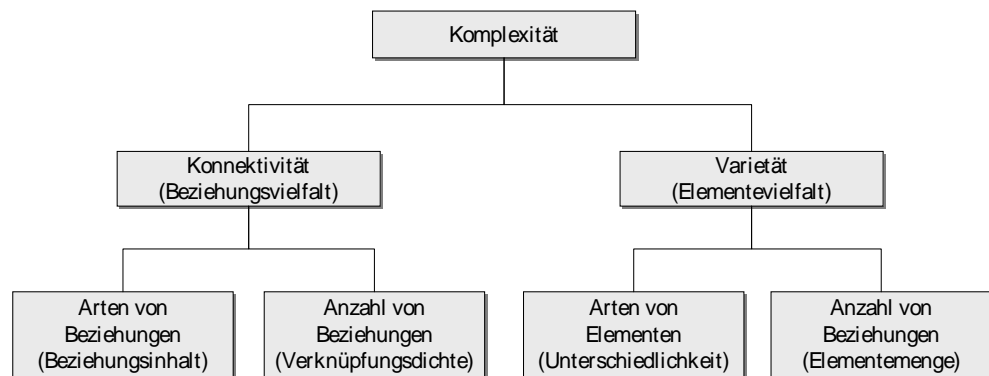 Komplexität
Konnektivität
(Beziehungsvielfalt)
Varietät
(Elementevielfalt)
Arten von
Beziehungen
(Beziehungsinhalt)
Anzahl von
Beziehungen
(Verknüpfungsdichte)
Arten von
Elementen
(Unterschiedlichkeit)
Anzahl von
Beziehungen
(Elementemenge)